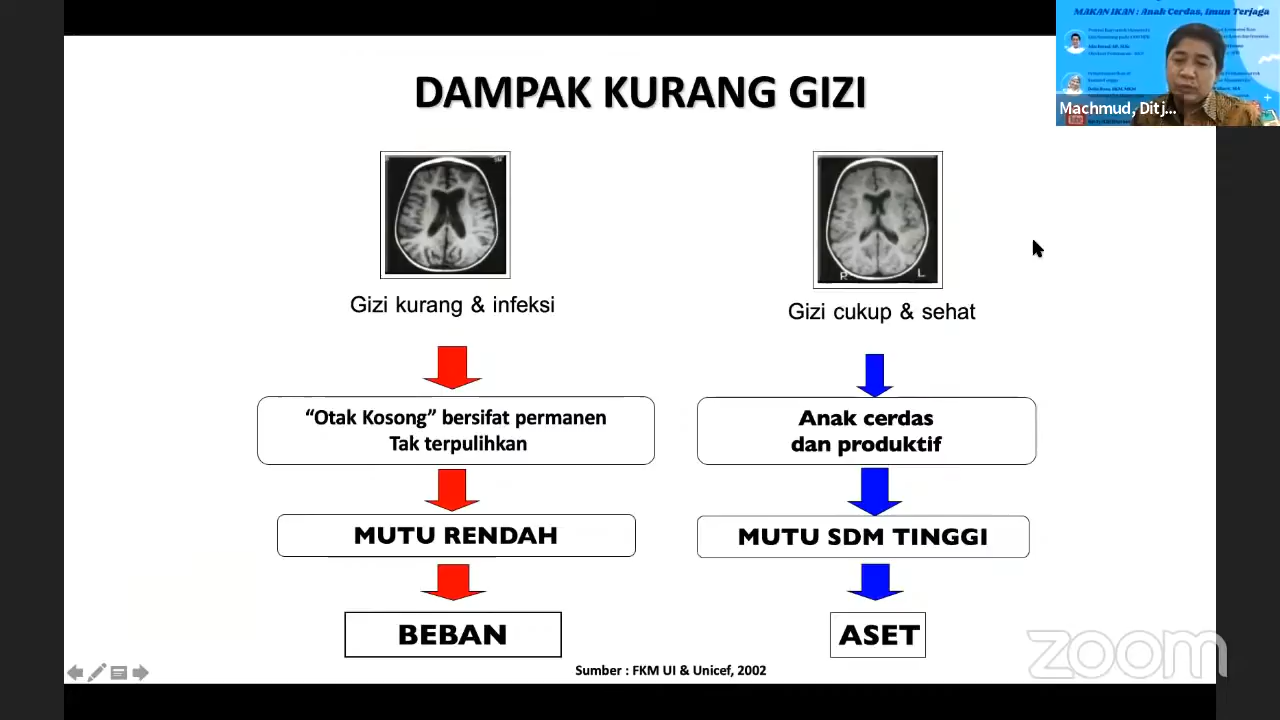 MAKAN IKAN : Anak Cerdas, Imun Terjaga
Machmud, Ditj...
DAMPAK KURANG GIZI
R
L
Gizi kurang & infeksi
Gizi cukup & sehat
“Otak Kosong” bersifat permanen
Tak terpulihkan
Anak cerdas
dan produktif
MUTU RENDAH
MUTU SDM TINGGI
BEBAN
ASET
Sumber : FKM UI & Unicef, 2002
zoom